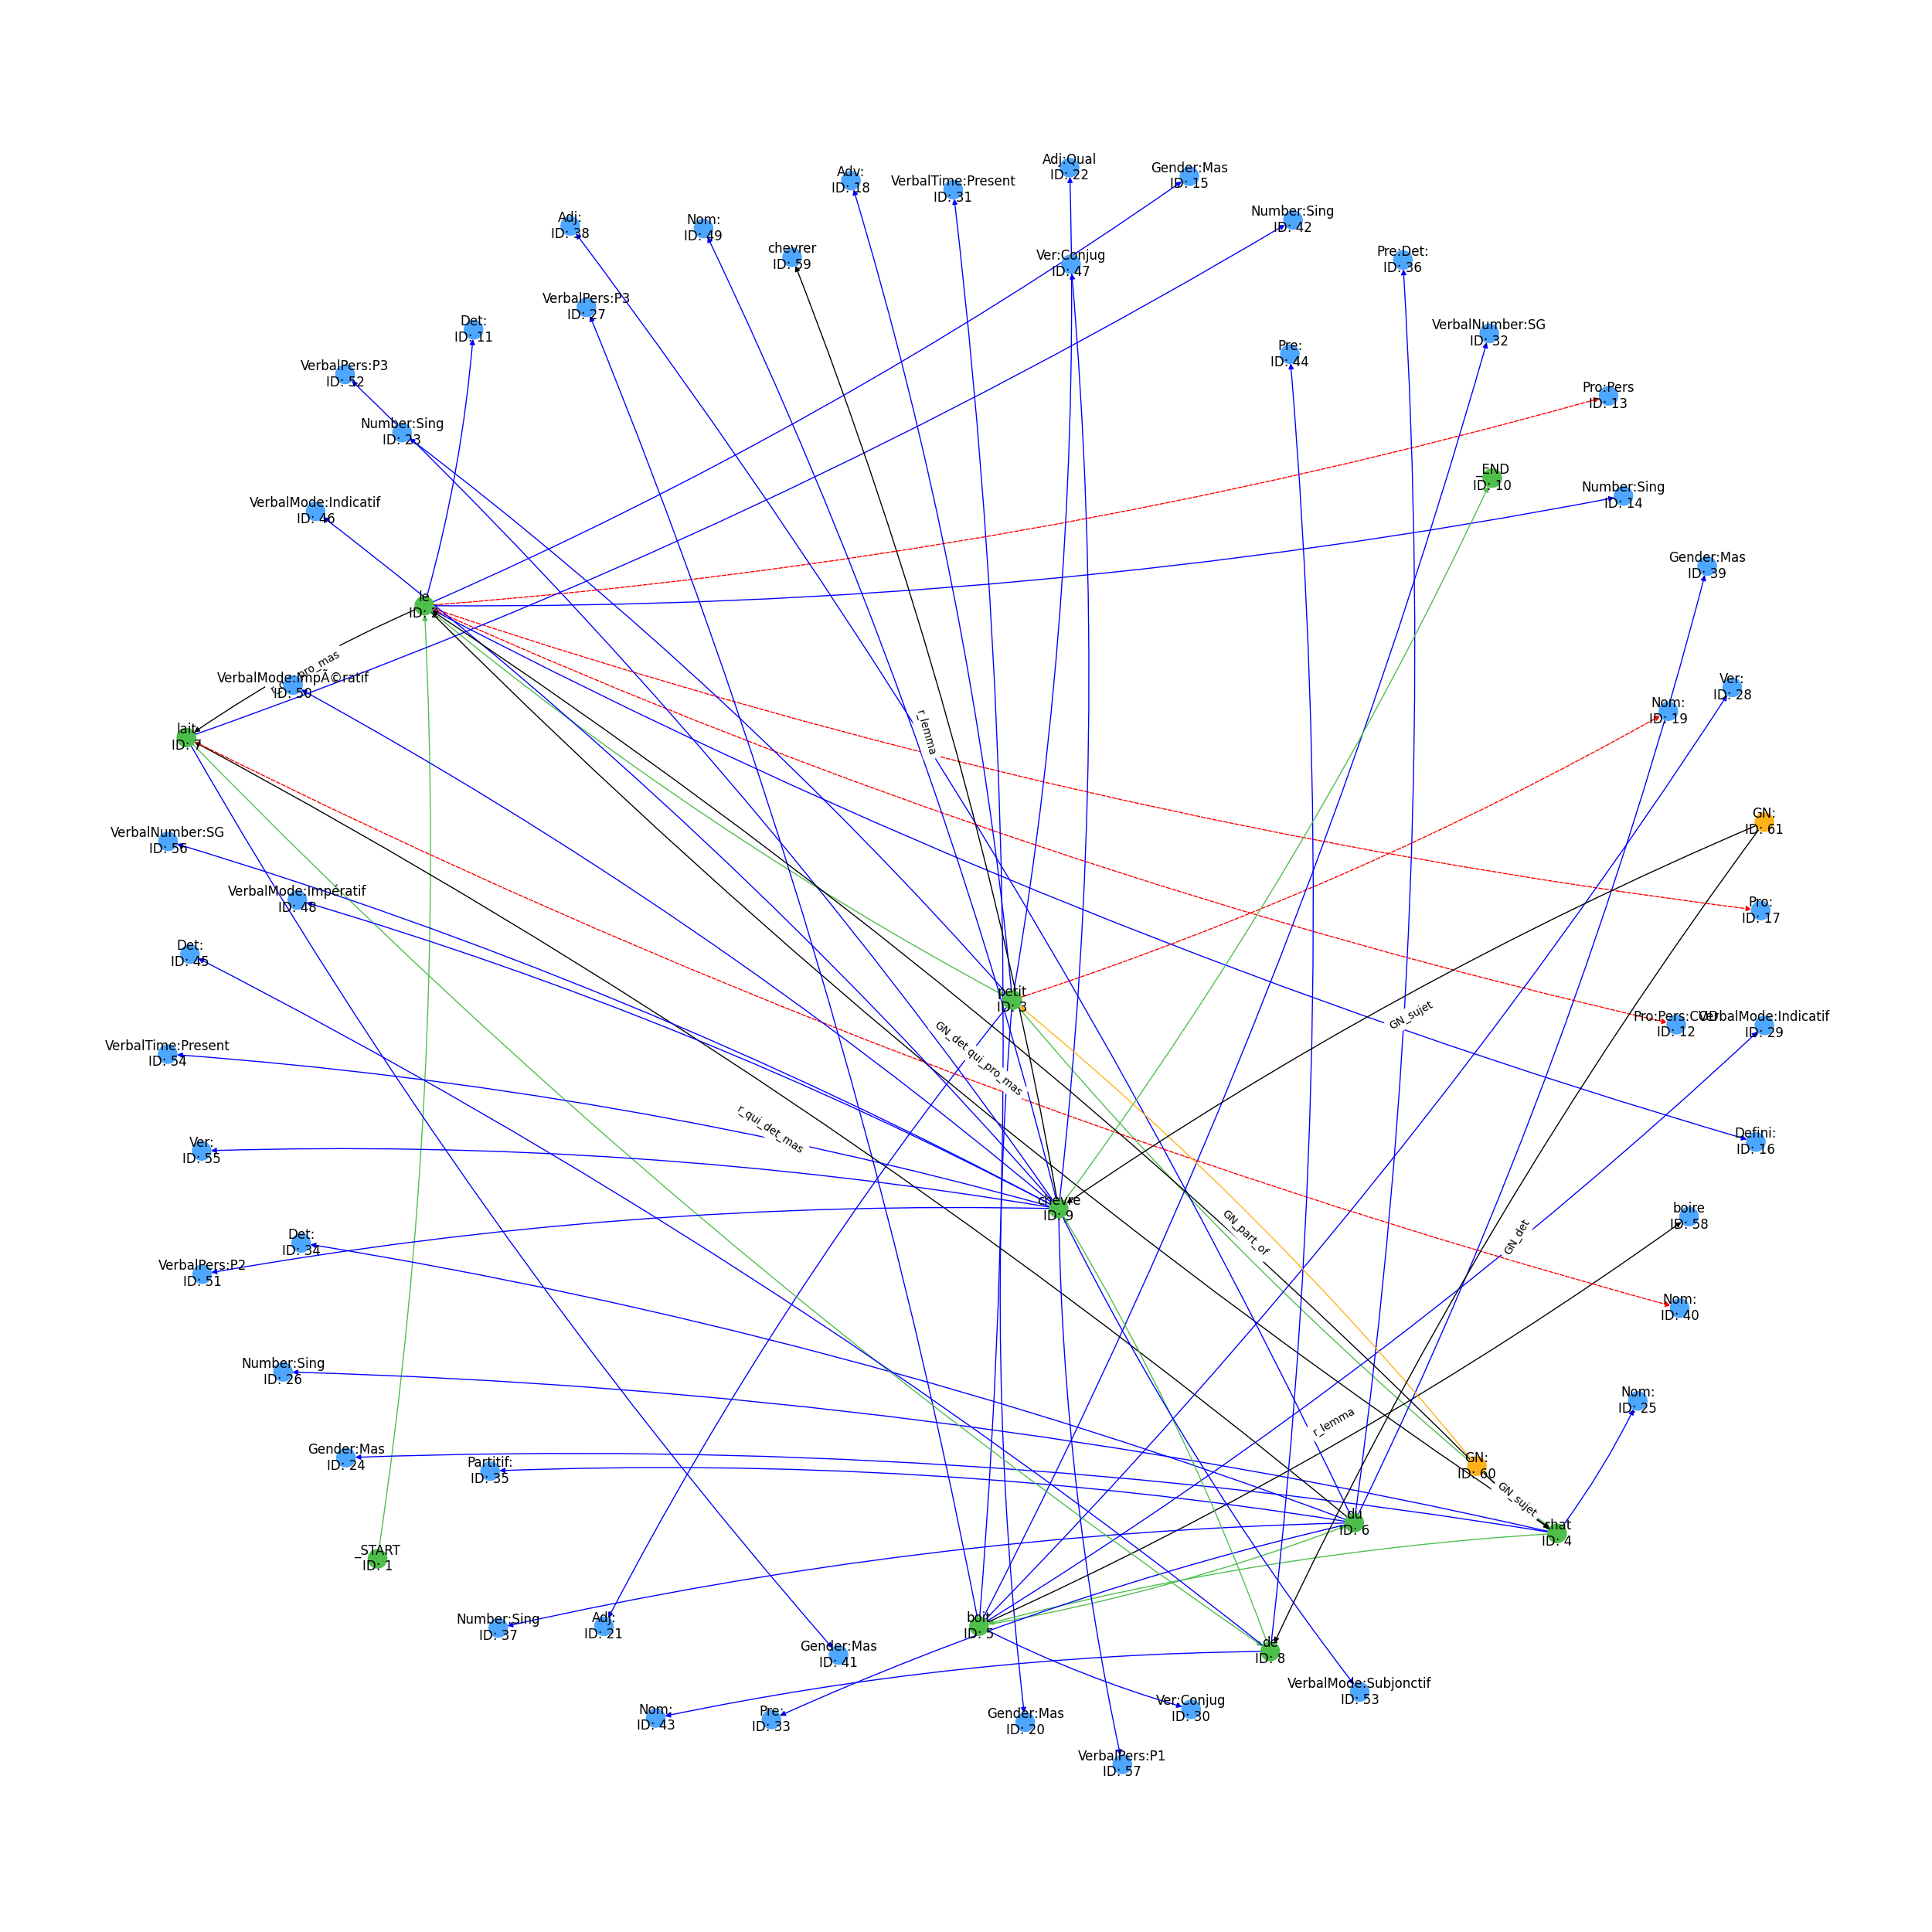 Adj:Qual
ID: 22
Gender:Mas
ID: 15
Adv:
ID: 18
VerbalTime:Present
ID: 31
Number:Sing
ID: 42
Adj:
ID: 38
Nom:
ID: 49
chevrer
ID: 59
Ver:Conjug
ID: 47
Pre:Det:
ID: 36
VerbalPers:P3
ID: 27
Det:
ID: 11
VerbalNumber:SG
ID: 32
Pre:
ID: 44
VerbalPers:P3
ID: 52
Pro:Pers
ID: 13
Number:Sing
ID: 23
_END
ID: 10
Number:Sing
ID: 14
VerbalMode:Indicatif
ID: 46
Gender:Mas
ID: 39
le
ID: 2
pro_mas
VerbalMode:ImpÃ©ratif
ID: 50
Ver:
ID: 28
Nom:
ID: 19
lait
ID: 7
r_lemma
GN:
ID: 61
VerbalNumber:SG
ID: 56
VerbalMode:Impératif
ID: 48
Pro:
ID: 17
Det:
ID: 45
petit
ID: 3
GN_sujet
Pro:Pers:COD
ID: 12
VerbalMode:Indicatif
ID: 29
VerbalTime:Present
ID: 54
GN_det
qui_pro_mas
r_qui_det_mas
Defini:
ID: 16
Ver:
ID: 55
chevre
ID: 9
boire
ID: 58
Det:
ID: 34
GN_part_of
GN_det
VerbalPers:P2
ID: 51
Nom:
ID: 40
Number:Sing
ID: 26
Nom:
ID: 25
r_lemma
Gender:Mas
ID: 24
Partitif:
ID: 35
GN:
ID: 60
GN_sujet
du
ID: 6
chat
ID: 4
_START
ID: 1
Number:Sing
ID: 37
Adj:
ID: 21
boit
ID: 5
Gender:Mas
ID: 41
de
ID: 8
VerbalMode:Subjonctif
ID: 53
Nom:
ID: 43
Pre:
ID: 33
Gender:Mas
ID: 20
Ver:Conjug
ID: 30
VerbalPers:P1
ID: 57